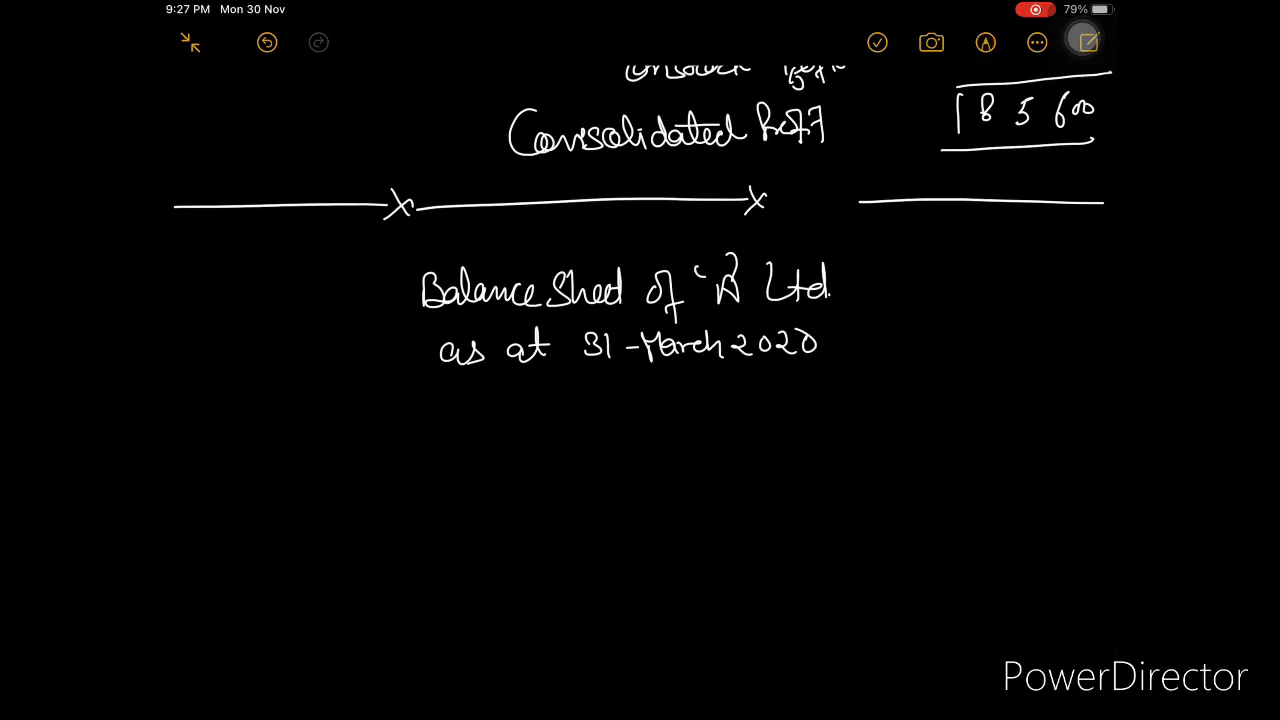 9:27 PM Mon 30 Nov
79%
Consolidated Profit
185600
Balance Sheet of 'A' Ltd.
as at 31-March 2020
PowerDirector